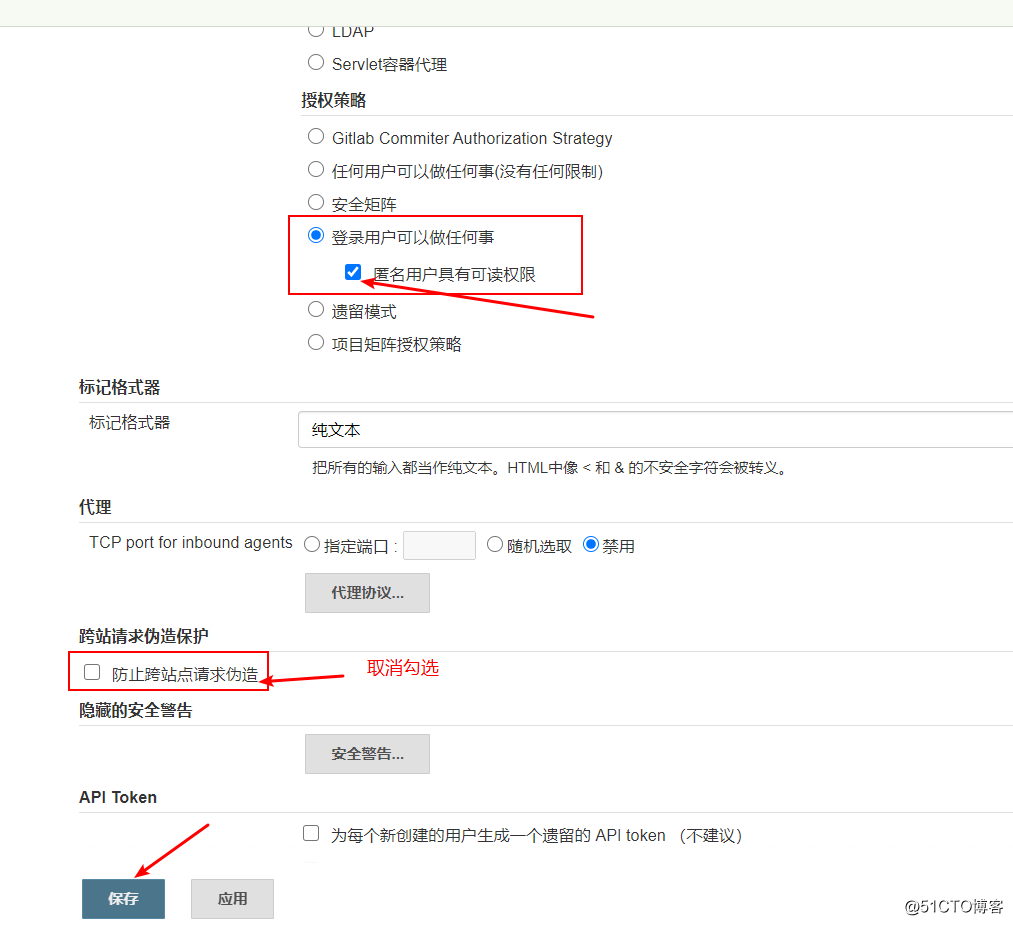 LDAP
Servlet容器代理
授权策略
Gitlab Commiter Authorization Strategy
任何用户可以做任何事(没有任何限制)
安全矩阵
登录用户可以做任何事
匿名用户具有可读权限
遗留模式
项目矩阵授权策略
标记格式器
标记格式器 纯文本
把所有的输入都当作纯文本。HTML中像 < 和 & 的不安全字符会被转义。
代理
TCP port for inbound agents 指定端口 : 随机选取 禁用
代理协议...
跨站请求伪造保护
防止跨站点请求伪造 取消勾选
隐藏的安全警告
安全警告...
API Token
为每个新创建的用户生成一个遗留的 API token （不建议）
保存 应用
@51CTO博客